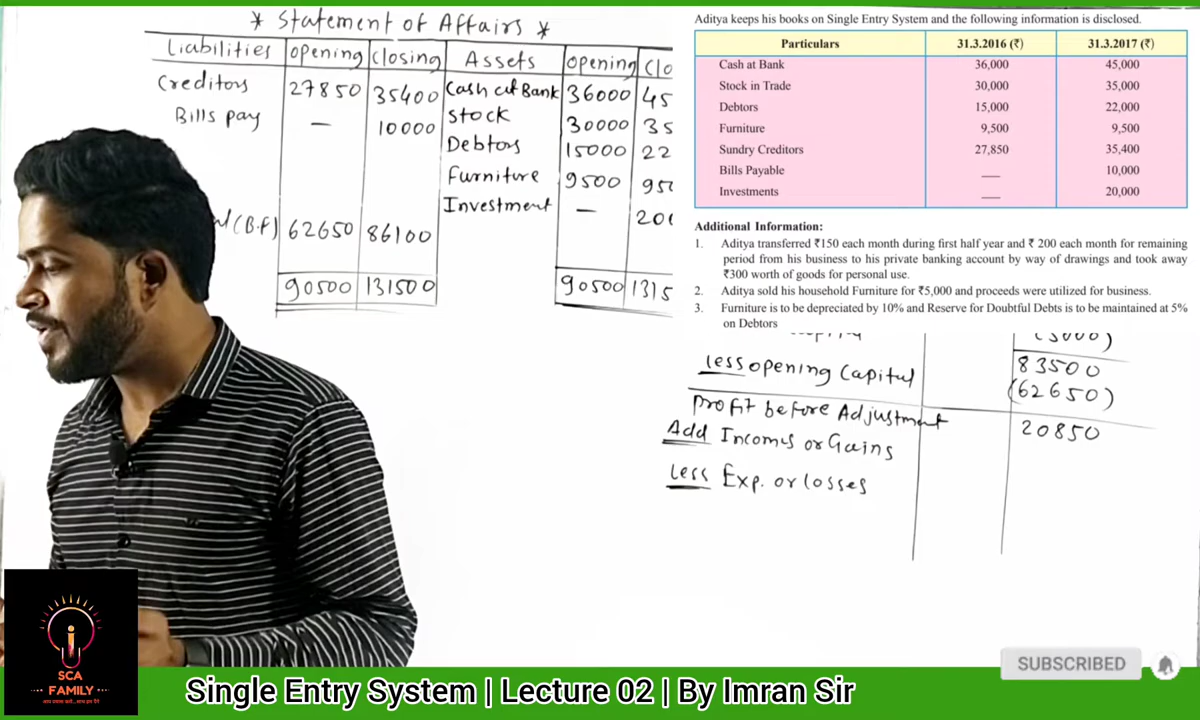 * Statement of Affairs *
Liabilities opening closing Assets opening Clo
Creditors 27850 35400 Cash at Bank 36000 45
Bills pay — 10000 Stock 30000 35
Debtors 15000 22
Furniture 9500 950
Investment — 200
(B.F) 62650 86100
90500 131500 90500 1315
Aditya keeps his books on Single Entry System and the following information is disclosed.
Particulars 31.3.2016 (₹) 31.3.2017 (₹)
Cash at Bank 36,000 45,000
Stock in Trade 30,000 35,000
Debtors 15,000 22,000
Furniture 9,500 9,500
Sundry Creditors 27,850 35,400
Bills Payable — 10,000
Investments — 20,000
Additional Information:
1. Aditya transferred ₹150 each month during first half year and ₹ 200 each month for remaining
period from his business to his private banking account by way of drawings and took away
₹300 worth of goods for personal use.
2. Aditya sold his household Furniture for ₹5,000 and proceeds were utilized for business.
3. Furniture is to be depreciated by 10% and Reserve for Doubtful Debts is to be maintained at 5%
on Debtors
(5000)
83500
Less opening Capital (62650)
Profit before Adjustment 20850
Add Incomes or Gains
Less Exp. or losses
SCA
FAMILY
SUBSCRIBED
Single Entry System | Lecture 02 | By Imran Sir